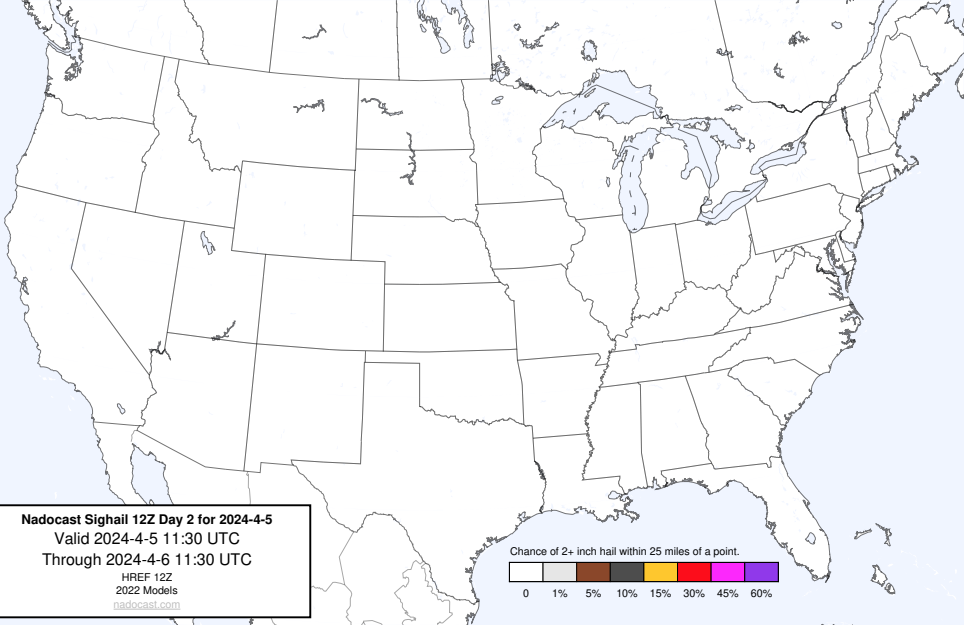 Nadocast Sighail 12Z Day 2 for 2024-4-5
Valid 2024-4-5 11:30 UTC
Through 2024-4-6 11:30 UTC
HREF 12Z
2022 Models
nadocast.com
Chance of 2+ inch hail within 25 miles of a point.
0 1% 5% 10% 15% 30% 45% 60%